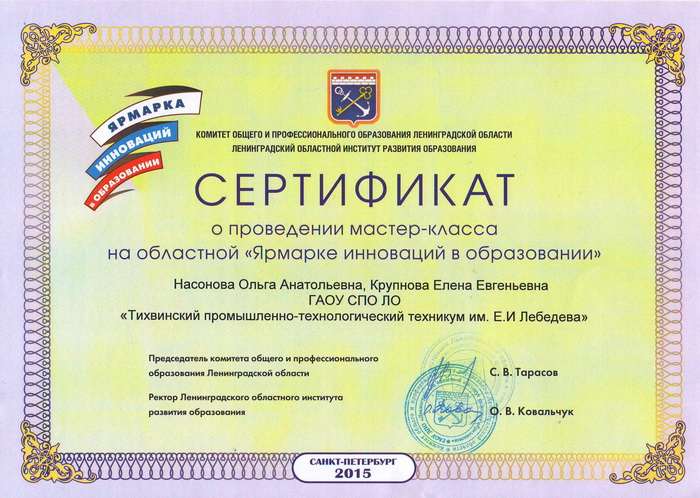 ЯРМАРКА
ИННОВАЦИЙ
В ОБРАЗОВАНИИ
КОМИТЕТ ОБЩЕГО И ПРОФЕССИОНАЛЬНОГО ОБРАЗОВАНИЯ ЛЕНИНГРАДСКОЙ ОБЛАСТИ
ЛЕНИНГРАДСКИЙ ОБЛАСТНОЙ ИНСТИТУТ РАЗВИТИЯ ОБРАЗОВАНИЯ
СЕРТИФИКАТ
о проведении мастер-класса
на областной «Ярмарке инноваций в образовании»
Насонова Ольга Анатольевна, Крупнова Елена Евгеньевна
ГАОУ СПО ЛО
«Тихвинский промышленно-технологический техникум им. Е.И Лебедева»
Председатель комитета общего и профессионального
образования Ленинградской области
С. В. Тарасов
Ректор Ленинградского областного института
развития образования
О. В. Ковальчук
САНКТ-ПЕТЕРБУРГ
2015